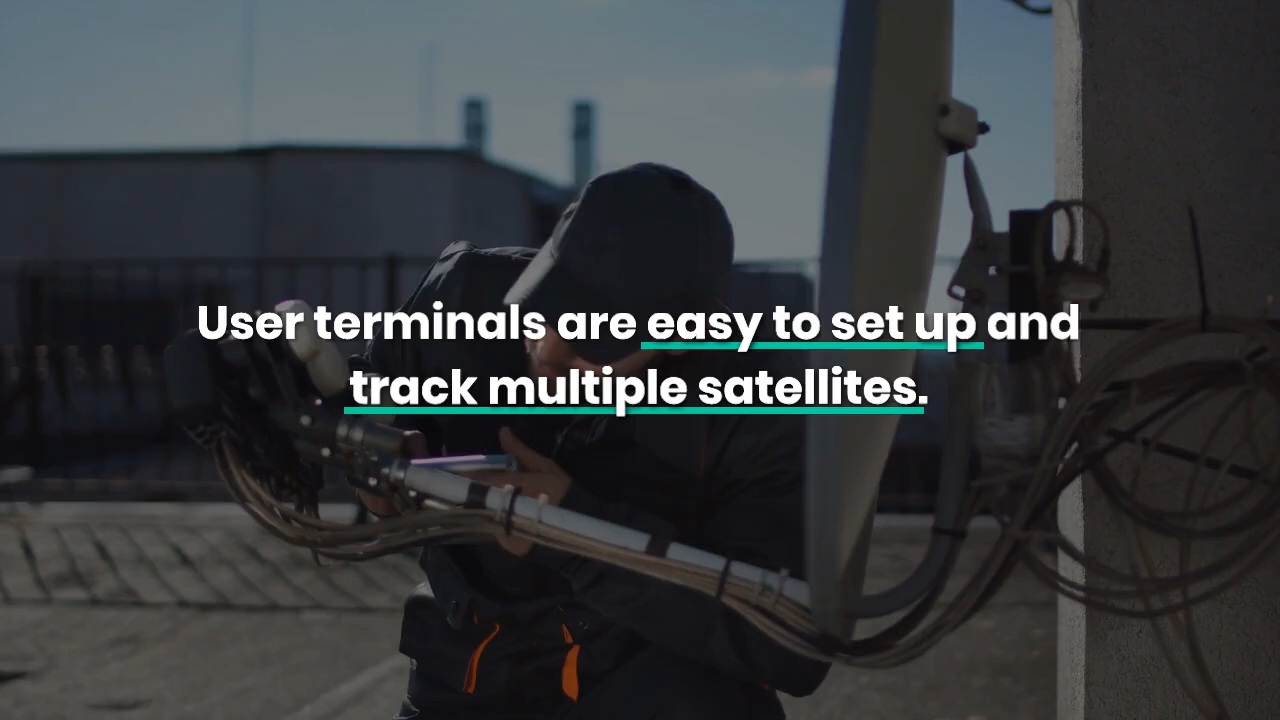 User terminals are easy to set up and
track multiple satellites.